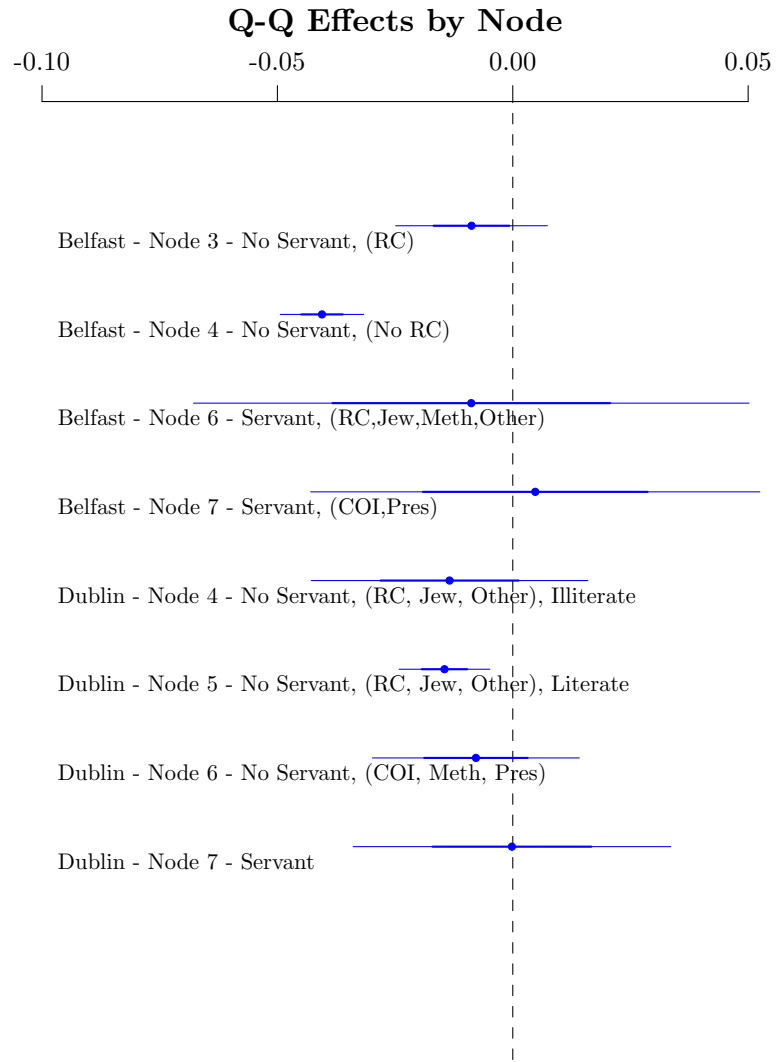 Q-Q Effects by Node
-0.10 -0.05 0.00 0.05
Belfast - Node 3 - No Servant, (RC)
Belfast - Node 4 - No Servant, (No RC)
Belfast - Node 6 - Servant, (RC,Jew,Meth,Other)
Belfast - Node 7 - Servant, (COI,Pres)
Dublin - Node 4 - No Servant, (RC, Jew, Other), Illiterate
Dublin - Node 5 - No Servant, (RC, Jew, Other), Literate
Dublin - Node 6 - No Servant, (COI, Meth, Pres)
Dublin - Node 7 - Servant